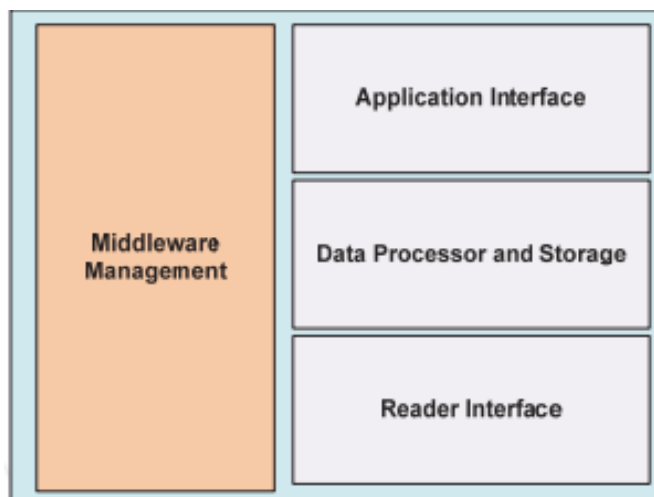 Application Interface
Middleware
Management
Data Processor and Storage
Reader Interface